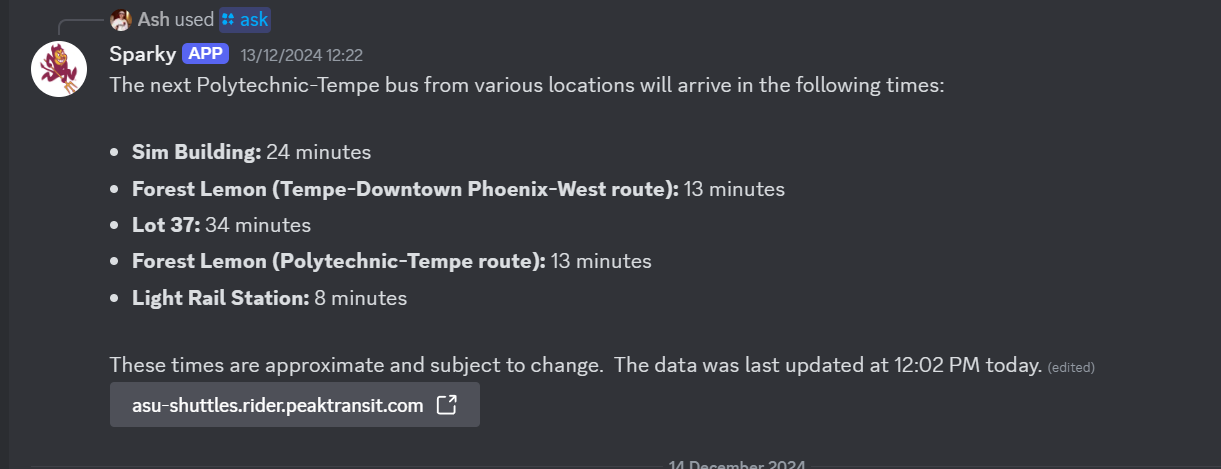 Ash used ask
Sparky APP 13/12/2024 12:22
The next Polytechnic-Tempe bus from various locations will arrive in the following times:
• Sim Building: 24 minutes
• Forest Lemon (Tempe-Downtown Phoenix-West route): 13 minutes
• Lot 37: 34 minutes
• Forest Lemon (Polytechnic-Tempe route): 13 minutes
• Light Rail Station: 8 minutes
These times are approximate and subject to change. The data was last updated at 12:02 PM today. (edited)
asu-shuttles.rider.peaktransit.com
14 December 2024